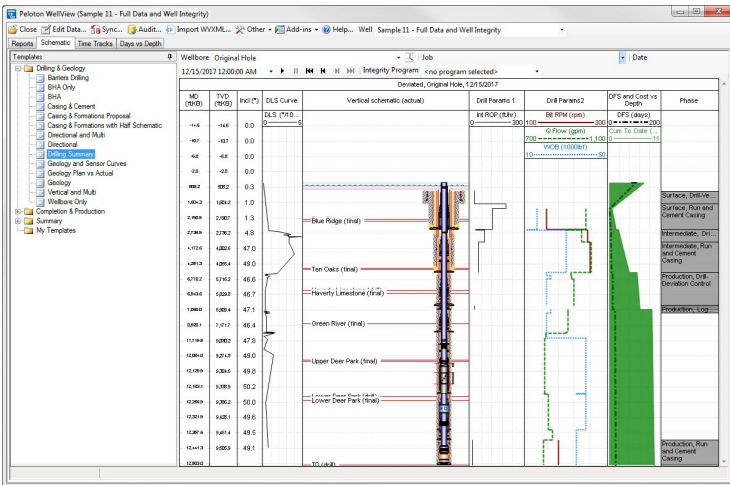 Peloton WellView (Sample 11 - Full Data and Well Integrity)
Close Edit Data... Sync... Audit... Import WVXML... Other Add-ins Help... Well Sample 11 - Full Data and Well Integrity
Reports Schematic Time Tracks Days vs Depth
Templates
Drilling & Geology
Barriers Drilling
BHA Only
BHA
Casing & Cement
Casing & Formations Proposal
Casing & Formations with Half Schematic
Directional and Multi
Directional
Drilling Summary
Geology and Sensor Curves
Geology Plan vs Actual
Geology
Vertical and Multi
Wellbore Only
Completion & Production
Summary
My Templates
Wellbore Original Hole Job Date
12/15/2017 12:00:00 AM Integrity Program <no program selected>
Deviated, Original Hole, 12/15/2017
MD (ftKB) TVD (ftKB) Incl (°) DLS Curve Vertical schematic (actual) Drill Params 1 Drill Params2 DFS and Cost vs Depth Phase
DLS (°/10... Int ROP (ft/hr) Bit RPM (rpm) DFS (days)
0 5 0 300 100 300 0 200
Q Flow (gpm) Cum To Date (...
700 1,100 0 11
WOB (1000lbf)
10 50
0.0
0.0
0.0
0.0
0.3
1.0
1.3
4.8
47.0
49.0
46.6
46.7
47.1
46.4
47.8
49.0
49.8
50.2
50.0
49.6
49.5
49.1
Blue Ridge (final)
Ten Oaks (final)
Haverty Limestone (final)
Green River (final)
Upper Deer Park (final)
Lower Deer Park (final)
TD (drill)
Surface, Drill-Ve...
Surface, Run and Cement Casing
Intermediate, Dri...
Intermediate, Run and Cement Casing
Production, Drill-Deviation Control
Production, Log...
Production, Run and Cement Casing